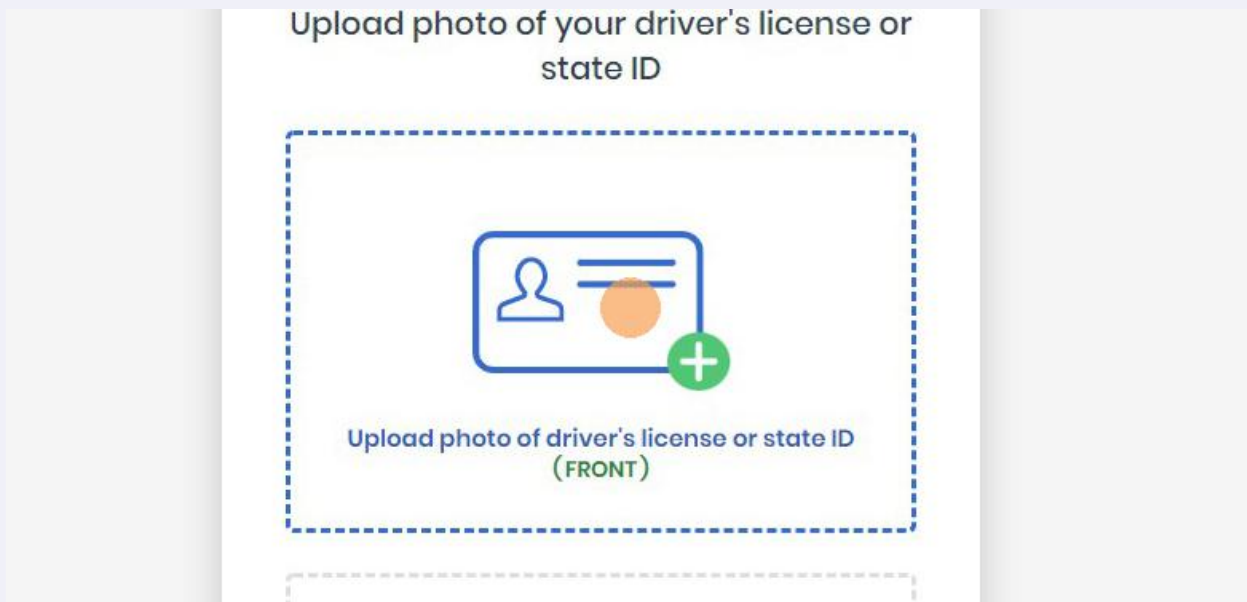 Upload photo of your driver's license or
state ID
Upload photo of driver's license or state ID
(FRONT)